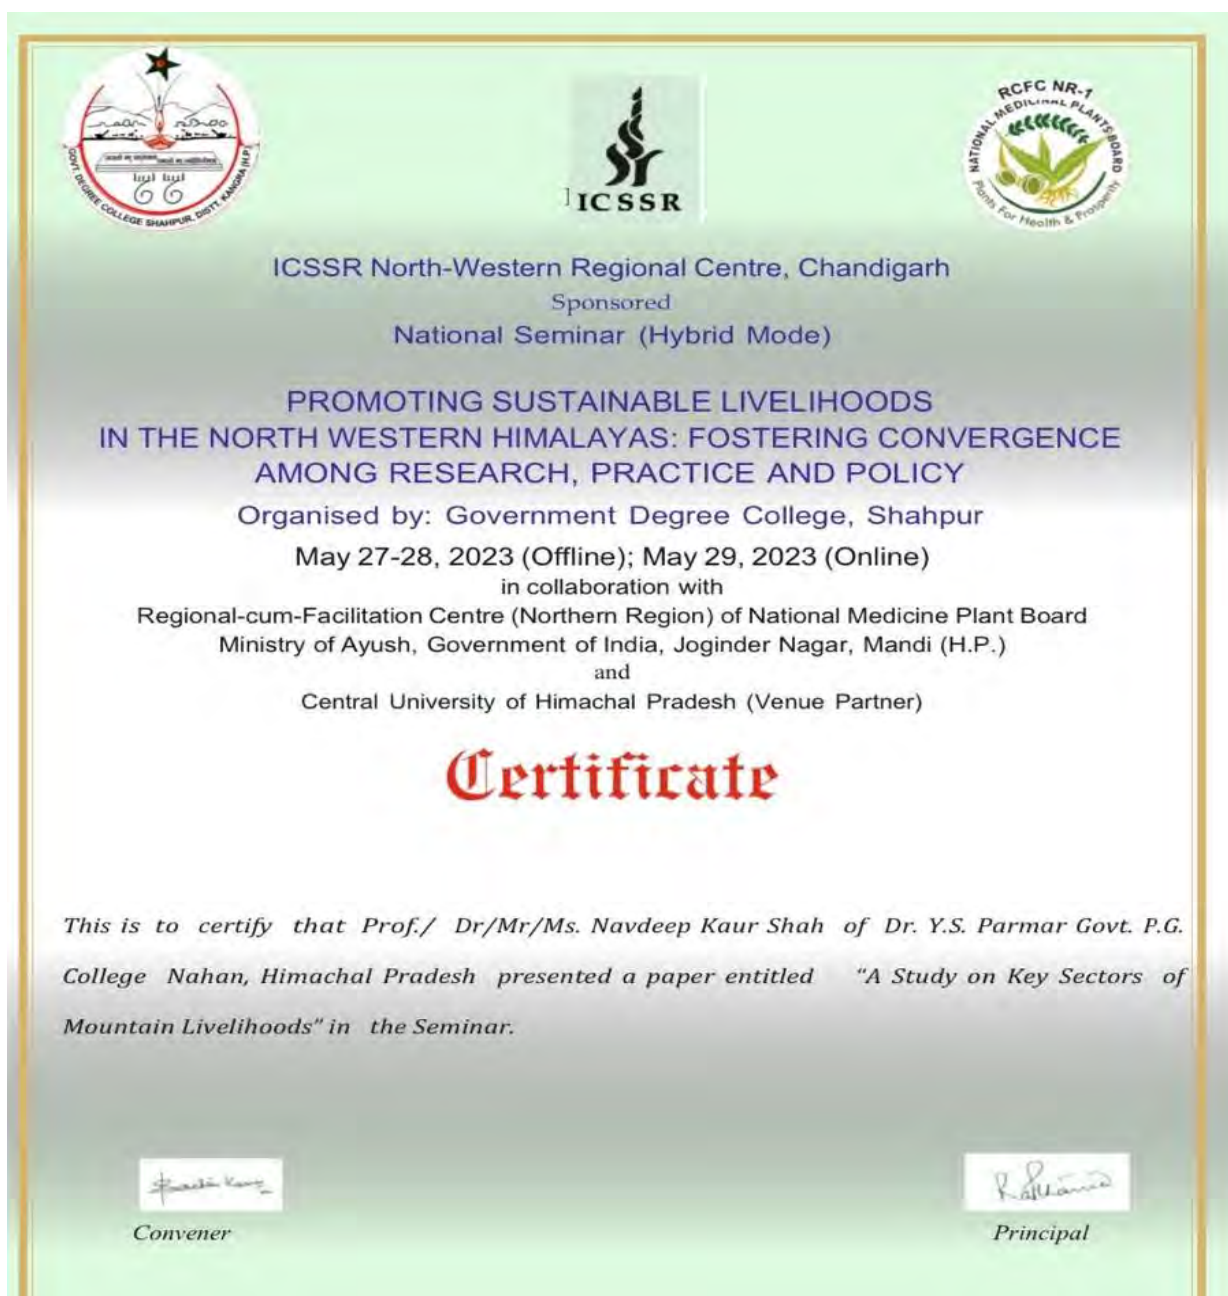 GOVT. DEGREE COLLEGE SHAHPUR, DISTT. KANGRA (H.P.)
ICSSR
RCFC NR-1
NATIONAL MEDICINAL PLANTS BOARD
Plants For Health & Prosperity
ICSSR North-Western Regional Centre, Chandigarh
Sponsored
National Seminar (Hybrid Mode)
PROMOTING SUSTAINABLE LIVELIHOODS
IN THE NORTH WESTERN HIMALAYAS: FOSTERING CONVERGENCE
AMONG RESEARCH, PRACTICE AND POLICY
Organised by: Government Degree College, Shahpur
May 27-28, 2023 (Offline); May 29, 2023 (Online)
in collaboration with
Regional-cum-Facilitation Centre (Northern Region) of National Medicine Plant Board
Ministry of Ayush, Government of India, Joginder Nagar, Mandi (H.P.)
and
Central University of Himachal Pradesh (Venue Partner)
Certificate
This is to certify that Prof./ Dr/Mr/Ms. Navdeep Kaur Shah of Dr. Y.S. Parmar Govt. P.G.
College Nahan, Himachal Pradesh presented a paper entitled "A Study on Key Sectors of
Mountain Livelihoods" in the Seminar.
Convener
Principal